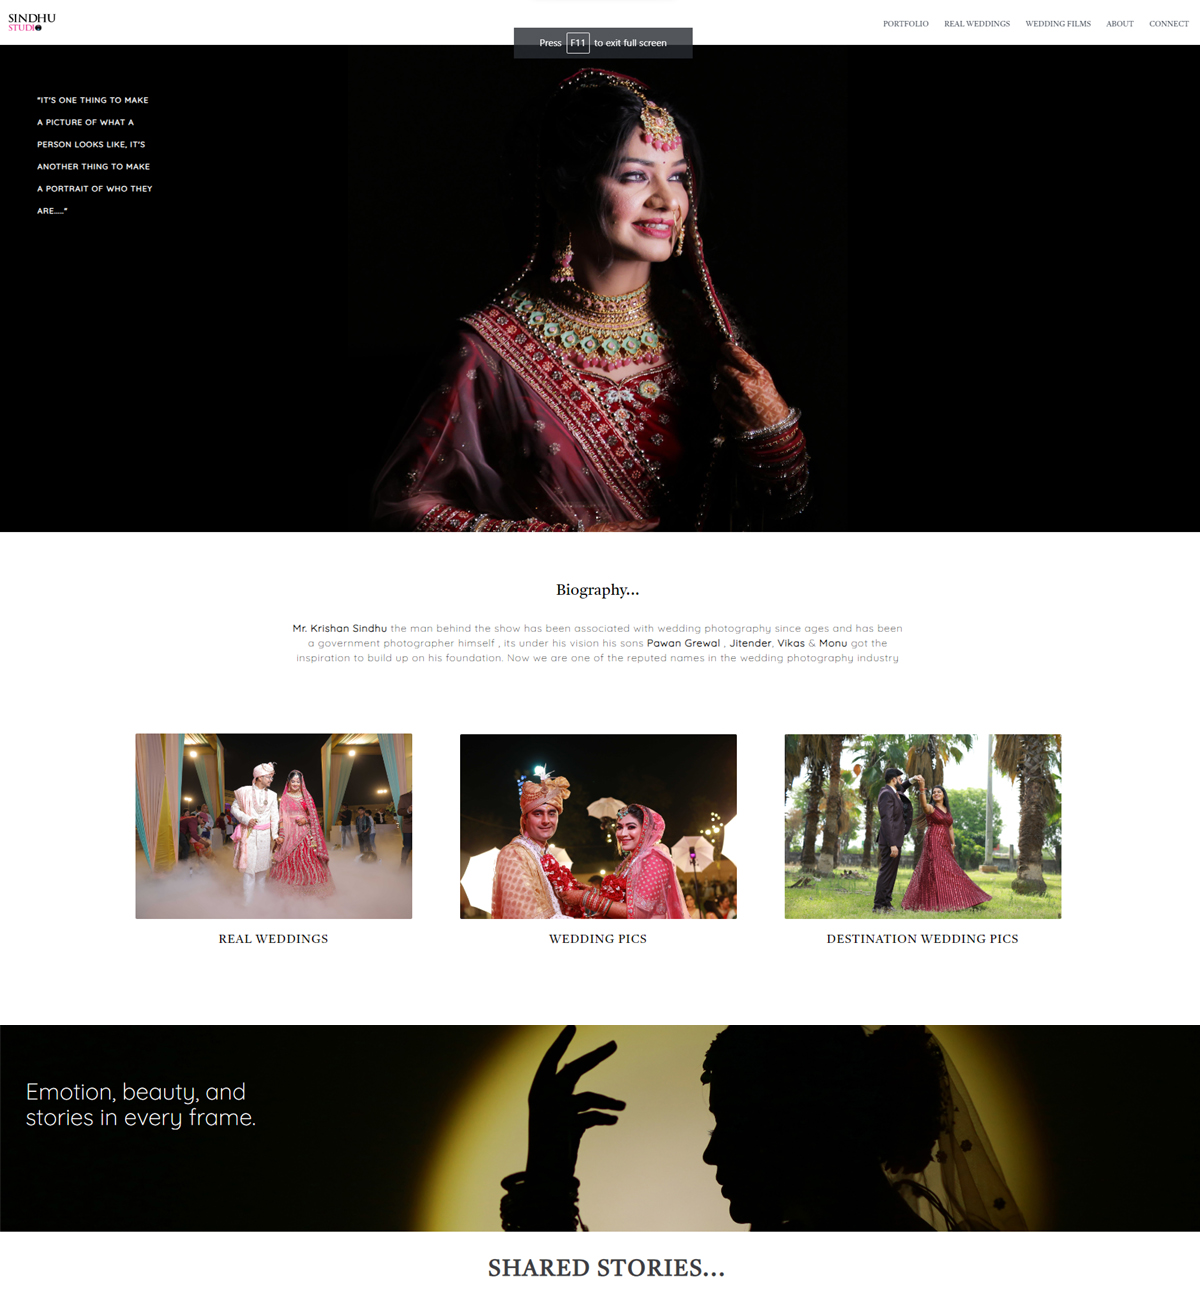 SINDHU
STUDIO
PORTFOLIO REAL WEDDINGS WEDDING FILMS ABOUT CONNECT
Press F11 to exit full screen
"IT'S ONE THING TO MAKE
A PICTURE OF WHAT A
PERSON LOOKS LIKE, IT'S
ANOTHER THING TO MAKE
A PORTRAIT OF WHO THEY
ARE....."
Biography...
Mr. Krishan Sindhu the man behind the show has been associated with wedding photography since ages and has been
a government photographer himself , its under his vision his sons Pawan Grewal , Jitender, Vikas & Monu got the
inspiration to build up on his foundation. Now we are one of the reputed names in the wedding photography industry
REAL WEDDINGS
WEDDING PICS
DESTINATION WEDDING PICS
Emotion, beauty, and
stories in every frame.
SHARED STORIES...